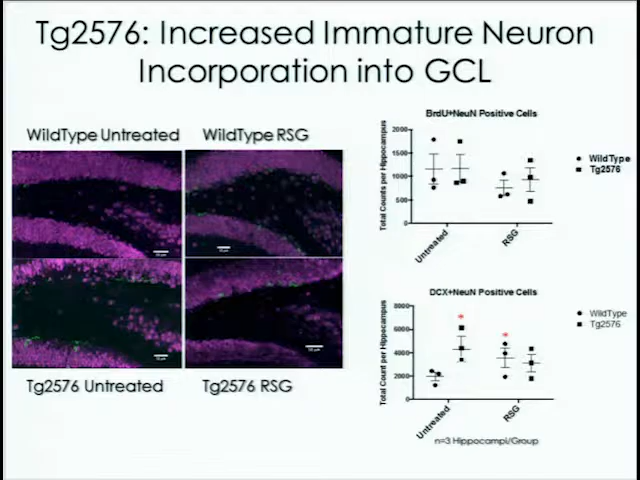 Tg2576: Increased Immature Neuron
Incorporation into GCL
WildType Untreated
WildType RSG
Tg2576 Untreated
Tg2576 RSG
BrdU+NeuN Positive Cells
Total Counts per Hippocampus
2000
1500
1000
500
0
Untreated
RSG
WildType
Tg2576
DCX+NeuN Positive Cells
Total Count per Hippocampus
8000
6000
4000
2000
0
*
*
Untreated
RSG
WildType
Tg2576
n=3 Hippocampi/Group